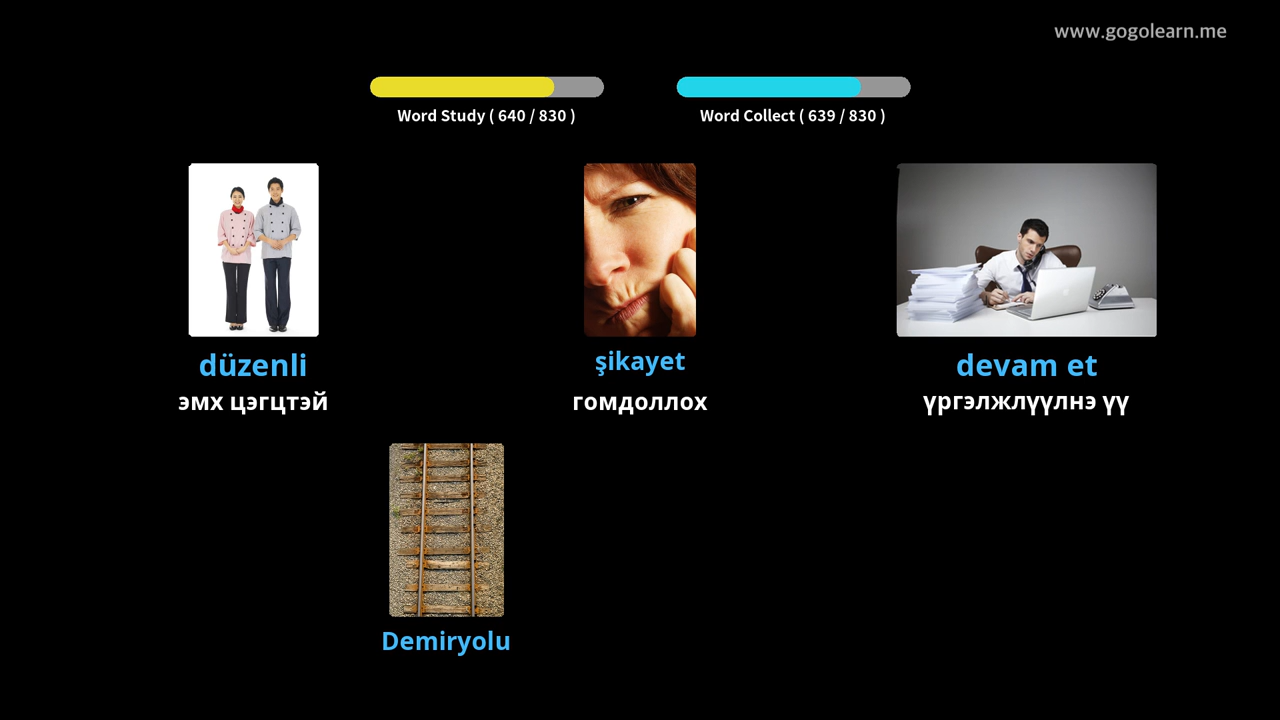 www.gogolearn.me
Word Study ( 640 / 830 )
Word Collect ( 639 / 830 )
düzenli
эмх цэгцтэй
şikayet
гомдоллох
devam et
үргэлжлүүлнэ үү
Demiryolu